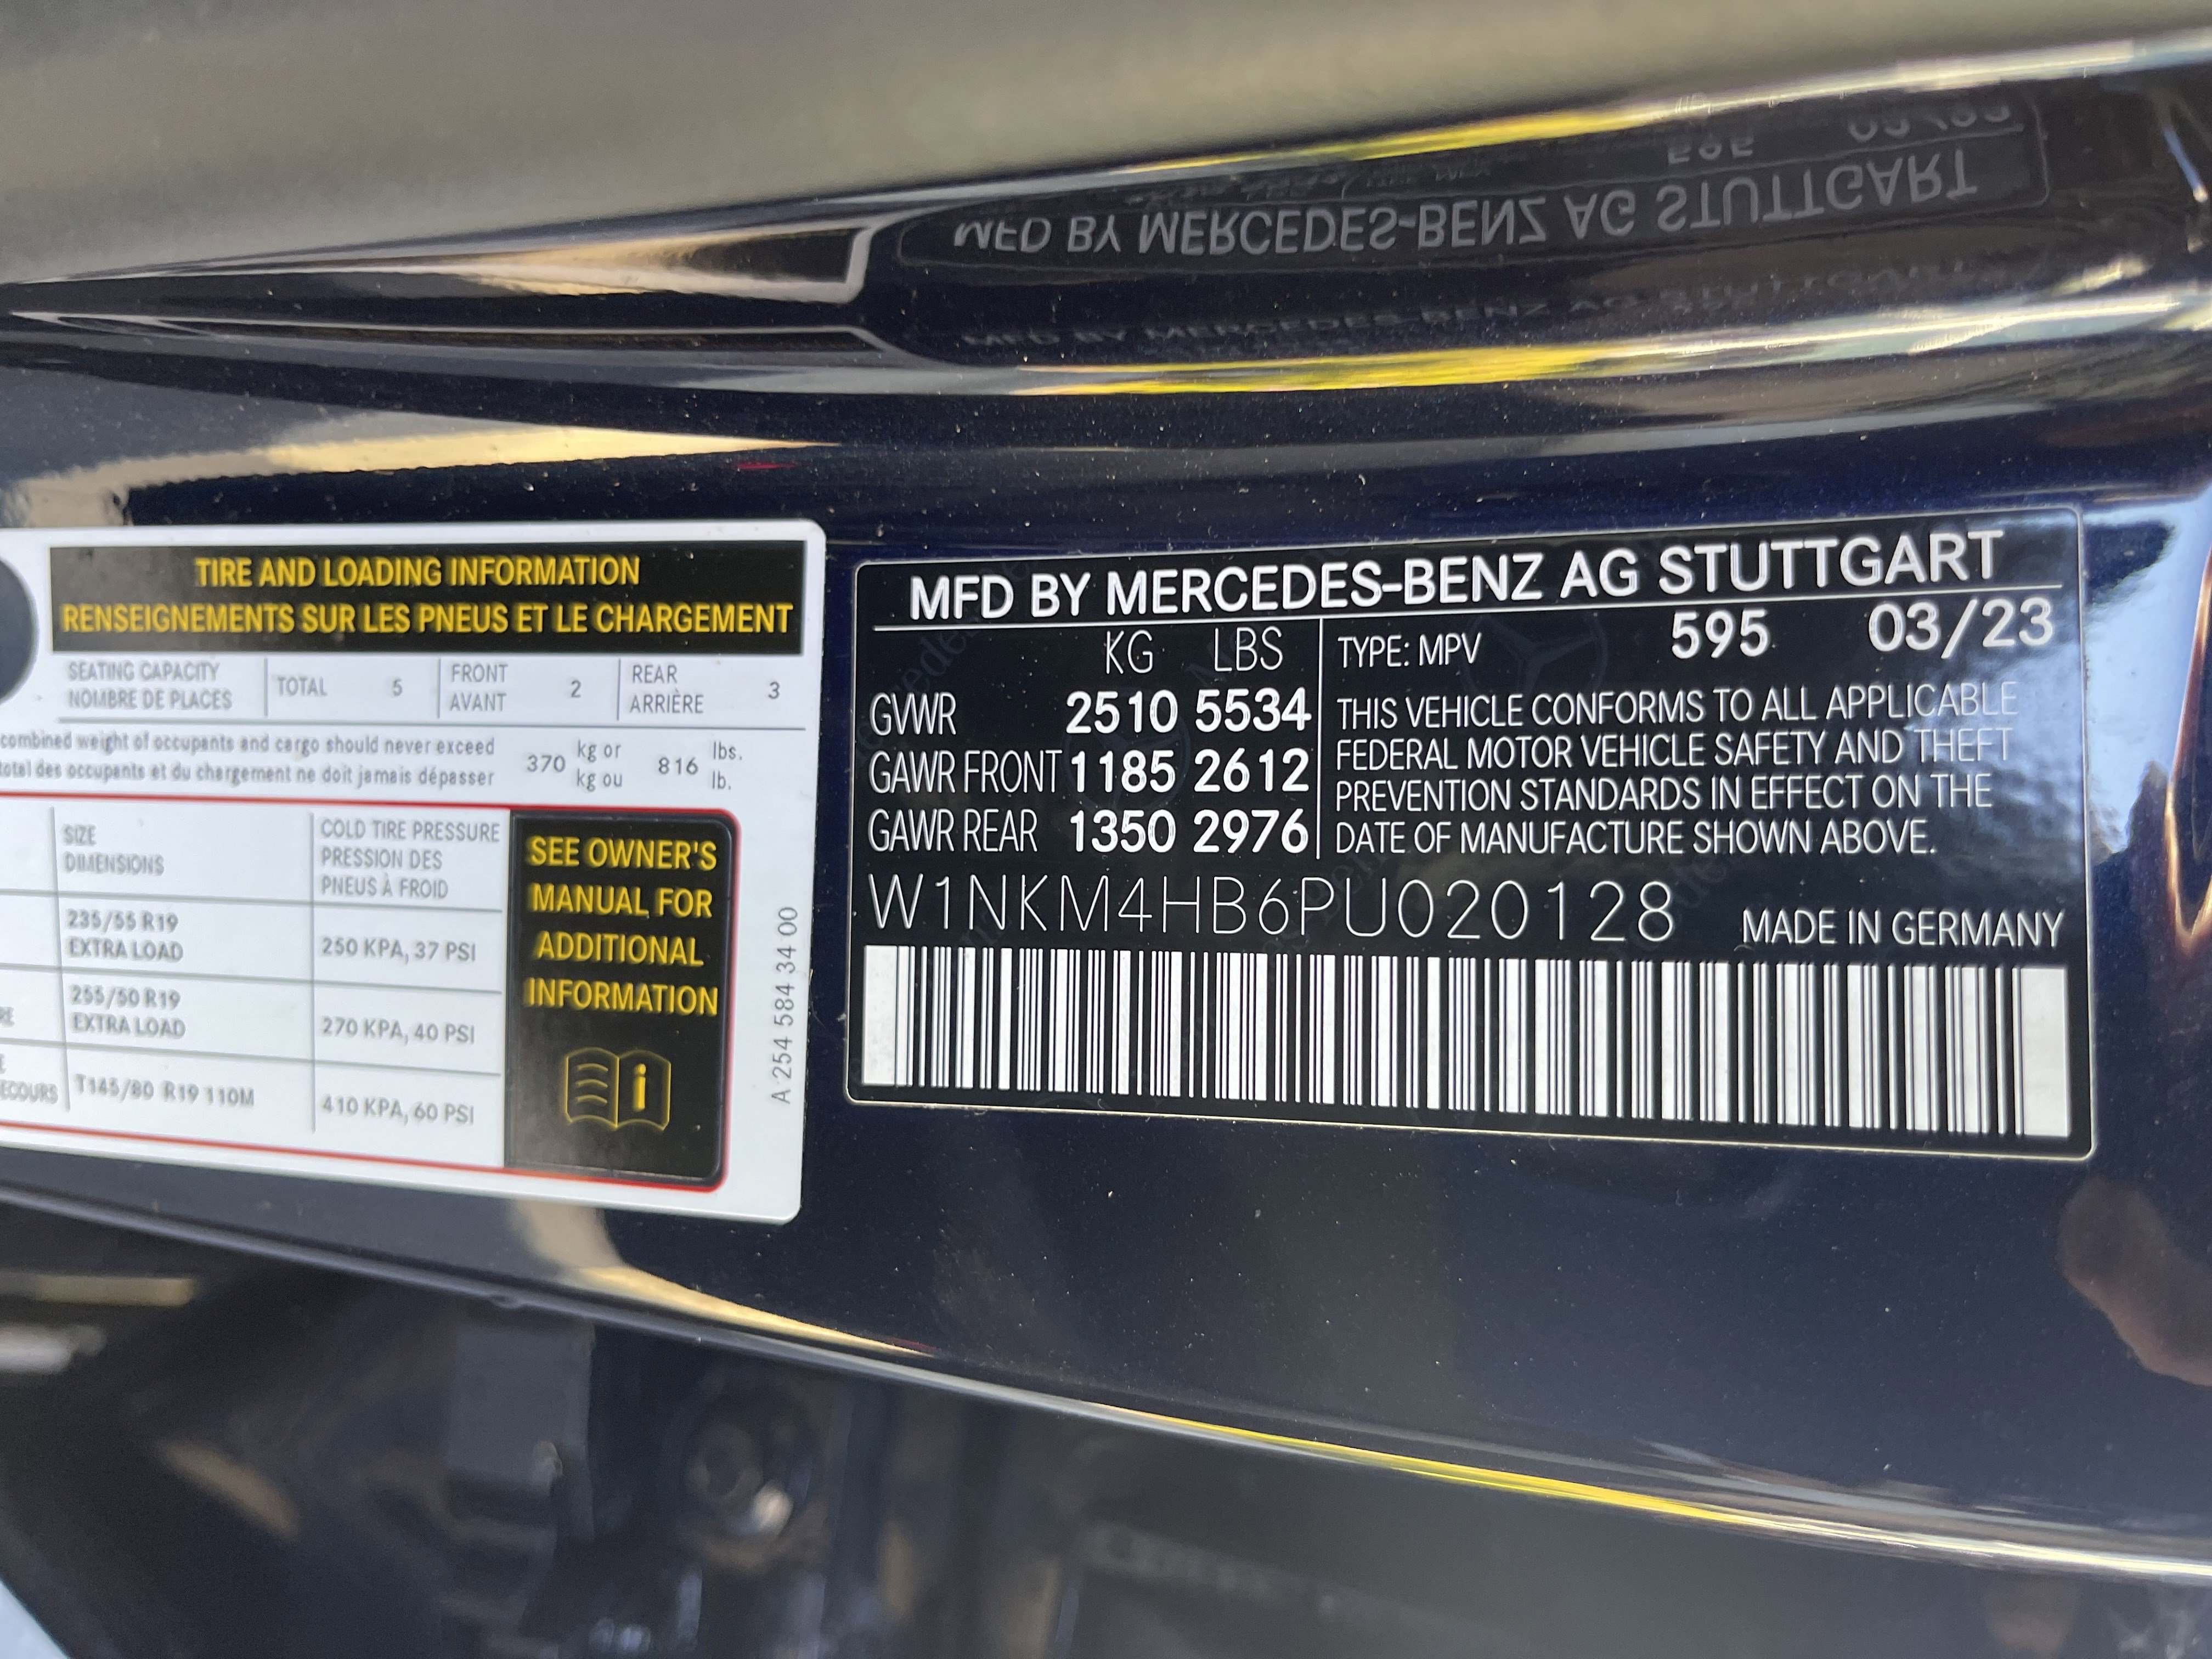 TIRE AND LOADING INFORMATION
RENSEIGNEMENTS SUR LES PNEUS ET LE CHARGEMENT
SEATING CAPACITY
NOMBRE DE PLACES
TOTAL 5
FRONT
AVANT
2
REAR
ARRIÈRE
3
combined weight of occupants and cargo should never exceed
total des occupants et du chargement ne doit jamais dépasser
370
kg or
kg ou
816
lbs.
lb.
SIZE
DIMENSIONS
COLD TIRE PRESSURE
PRESSION DES
PNEUS À FROID
235/55 R19
EXTRA LOAD
250 KPA, 37 PSI
255/50 R19
EXTRA LOAD
270 KPA, 40 PSI
T145/80 R19 110M
410 KPA, 60 PSI
SEE OWNER'S
MANUAL FOR
ADDITIONAL
INFORMATION
A 254 584 34 00
MFD BY MERCEDES-BENZ AG STUTTGART
KG LBS
GVWR 2510 5534
GAWR FRONT 1185 2612
GAWR REAR 1350 2976
TYPE: MPV 595 03/23
THIS VEHICLE CONFORMS TO ALL APPLICABLE
FEDERAL MOTOR VEHICLE SAFETY AND THEFT
PREVENTION STANDARDS IN EFFECT ON THE
DATE OF MANUFACTURE SHOWN ABOVE.
W1NKM4HB6PU020128 MADE IN GERMANY